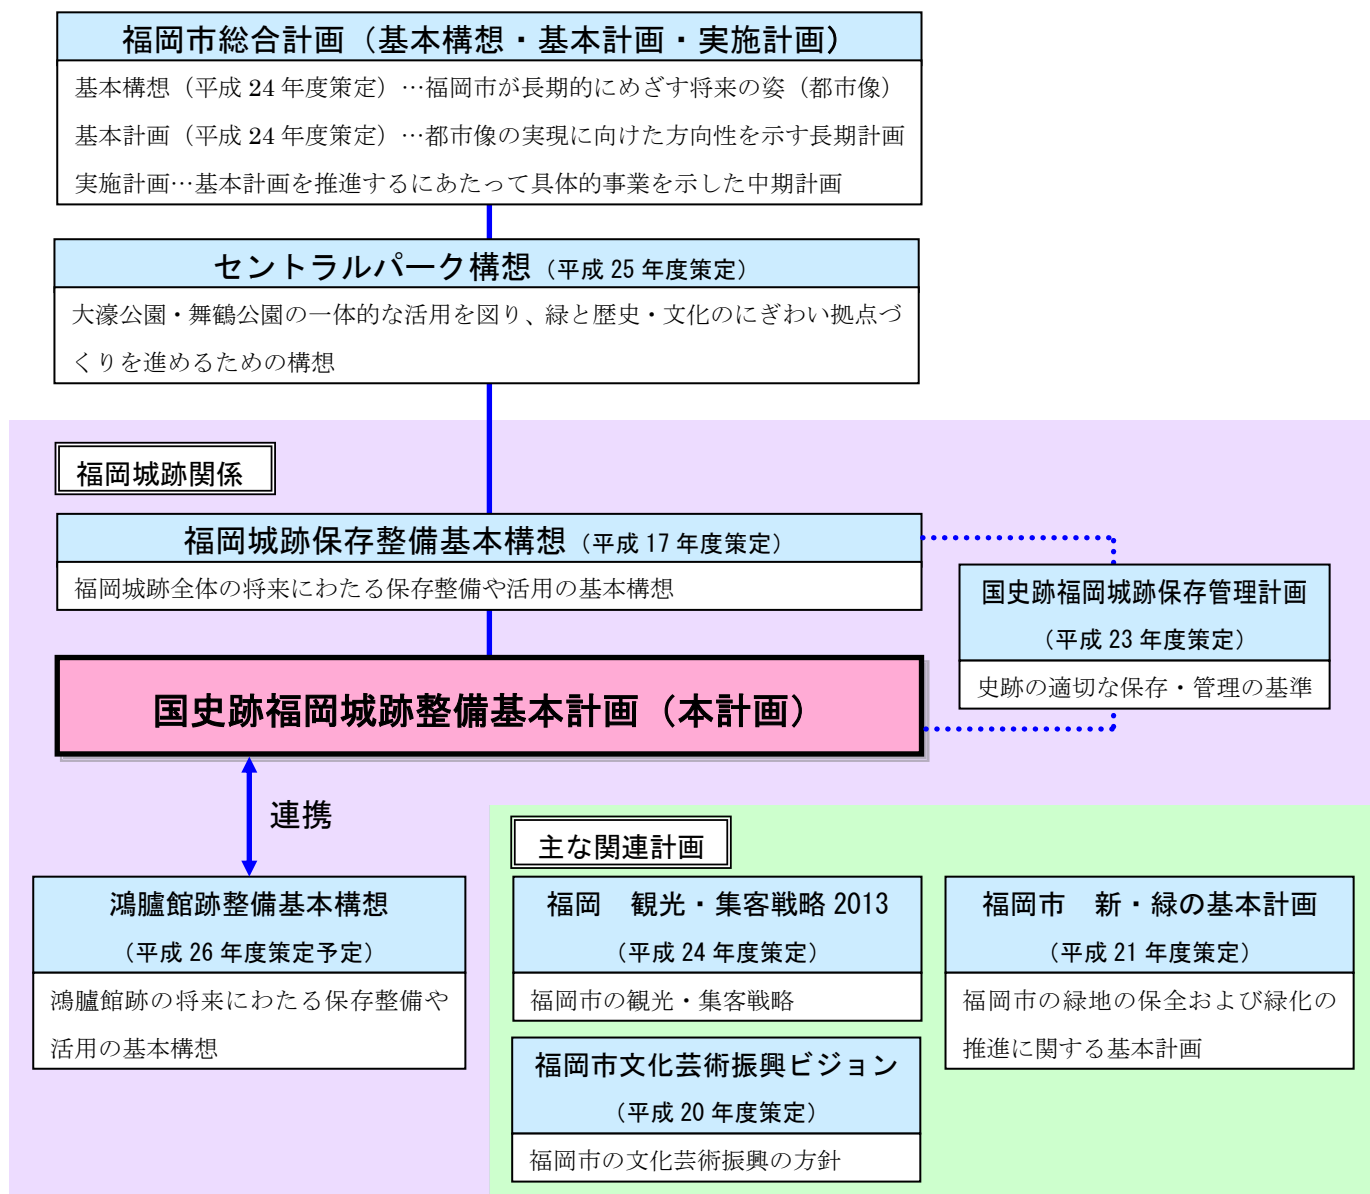 福岡市総合計画（基本構想・基本計画・実施計画）
基本構想（平成 24 年度策定）…福岡市が長期的にめざす将来の姿（都市像）
基本計画（平成 24 年度策定）…都市像の実現に向けた方向性を示す長期計画
実施計画…基本計画を推進するにあたって具体的事業を示した中期計画
セントラルパーク構想（平成 25 年度策定）
大濠公園・舞鶴公園の一体的な活用を図り、緑と歴史・文化のにぎわい拠点づ
くりを進めるための構想
福岡城跡関係
福岡城跡保存整備基本構想（平成 17 年度策定）
福岡城跡全体の将来にわたる保存整備や活用の基本構想
国史跡福岡城跡保存管理計画
（平成 23 年度策定）
史跡の適切な保存・管理の基準
国史跡福岡城跡整備基本計画（本計画）
連携
鴻臚館跡整備基本構想
（平成 26 年度策定予定）
鴻臚館跡の将来にわたる保存整備や
活用の基本構想
主な関連計画
福岡　観光・集客戦略 2013
（平成 24 年度策定）
福岡市の観光・集客戦略
福岡市　新・緑の基本計画
（平成 21 年度策定）
福岡市の緑地の保全および緑化の
推進に関する基本計画
福岡市文化芸術振興ビジョン
（平成 20 年度策定）
福岡市の文化芸術振興の方針